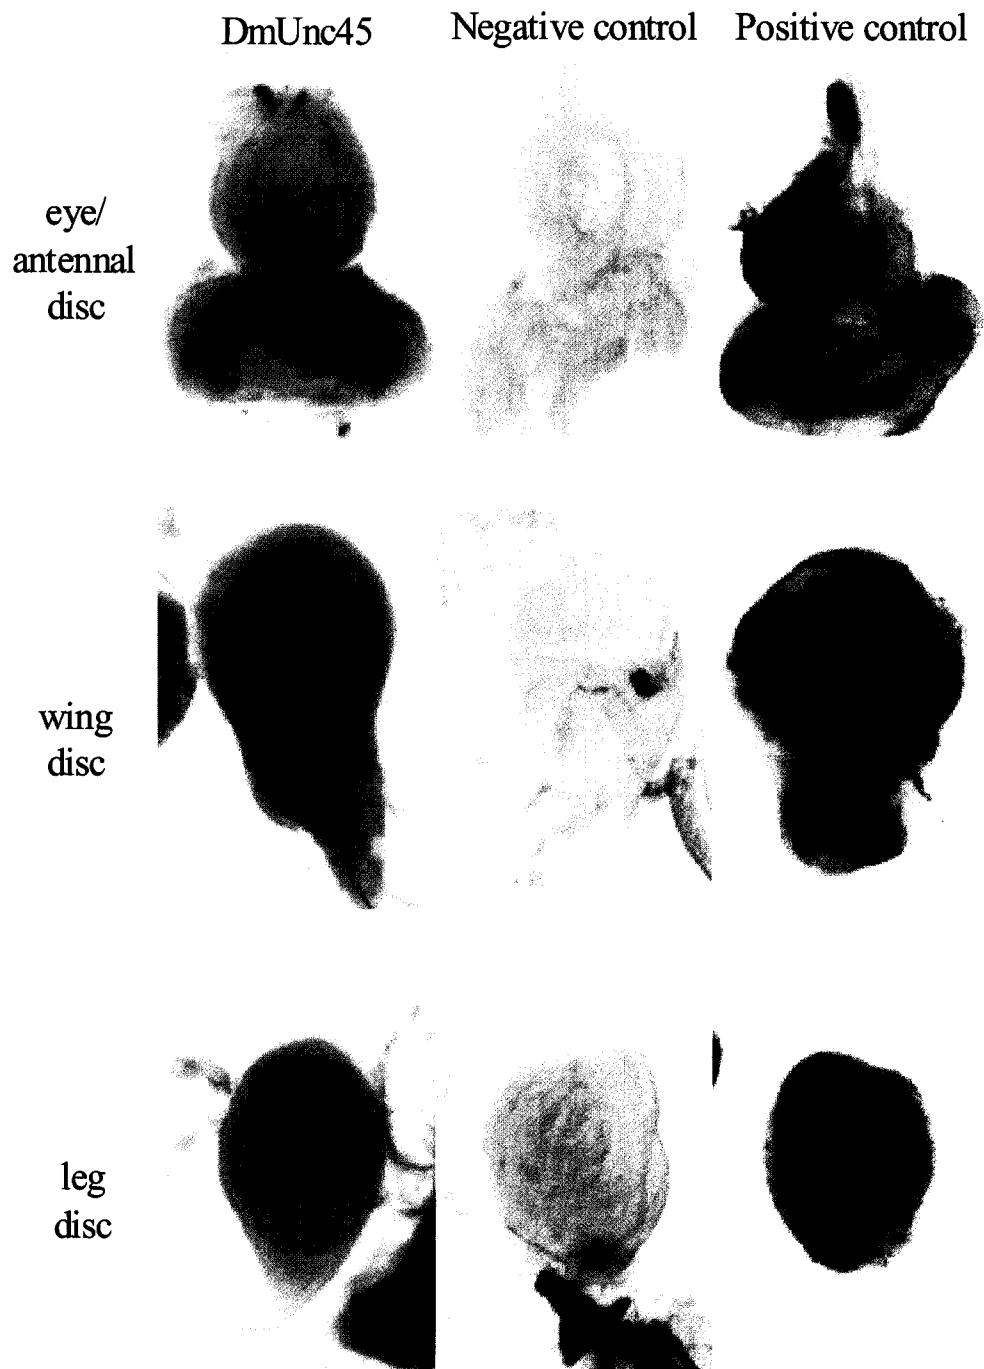 DmUnc45 Negative control Positive control
eye/
antennal
disc
wing
disc
leg
disc